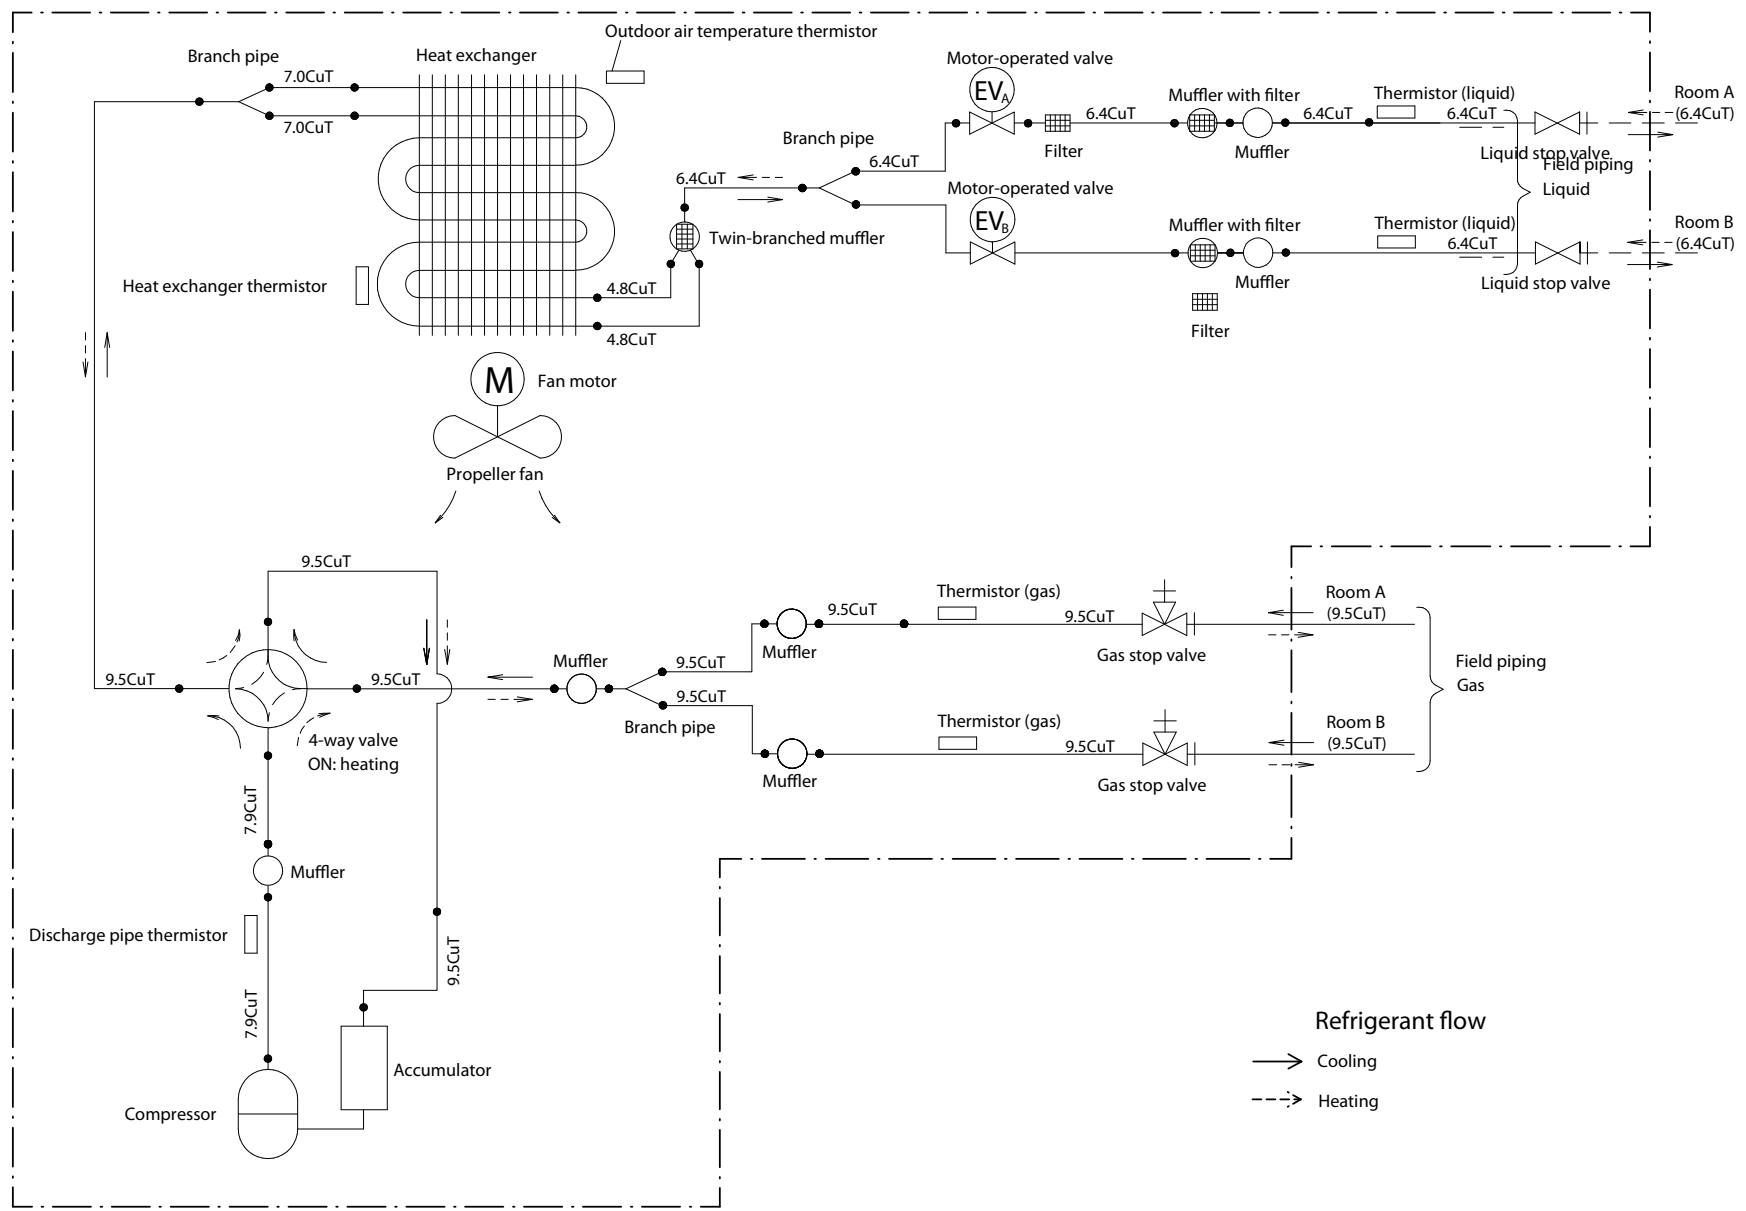 Outdoor air temperature thermistor
Branch pipe
Heat exchanger
Motor-operated valve
7.0CuT
7.0CuT
EVA
Muffler with filter
Thermistor (liquid)
Room A
(6.4CuT)
6.4CuT
6.4CuT
6.4CuT
Filter
Muffler
Liquid stop valve
Field piping
Liquid
Branch pipe
6.4CuT
6.4CuT
Motor-operated valve
EVB
Muffler with filter
Thermistor (liquid)
Room B
(6.4CuT)
6.4CuT
Twin-branched muffler
Muffler
Liquid stop valve
Heat exchanger thermistor
4.8CuT
4.8CuT
Filter
M
Fan motor
Propeller fan
9.5CuT
Thermistor (gas)
Room A
(9.5CuT)
9.5CuT
9.5CuT
Muffler
Gas stop valve
9.5CuT
9.5CuT
Muffler
9.5CuT
9.5CuT
Field piping
Gas
Branch pipe
Thermistor (gas)
Room B
(9.5CuT)
9.5CuT
4-way valve
ON: heating
Muffler
Gas stop valve
7.9CuT
Muffler
Discharge pipe thermistor
9.5CuT
7.9CuT
Accumulator
Compressor
Refrigerant flow
Cooling
Heating